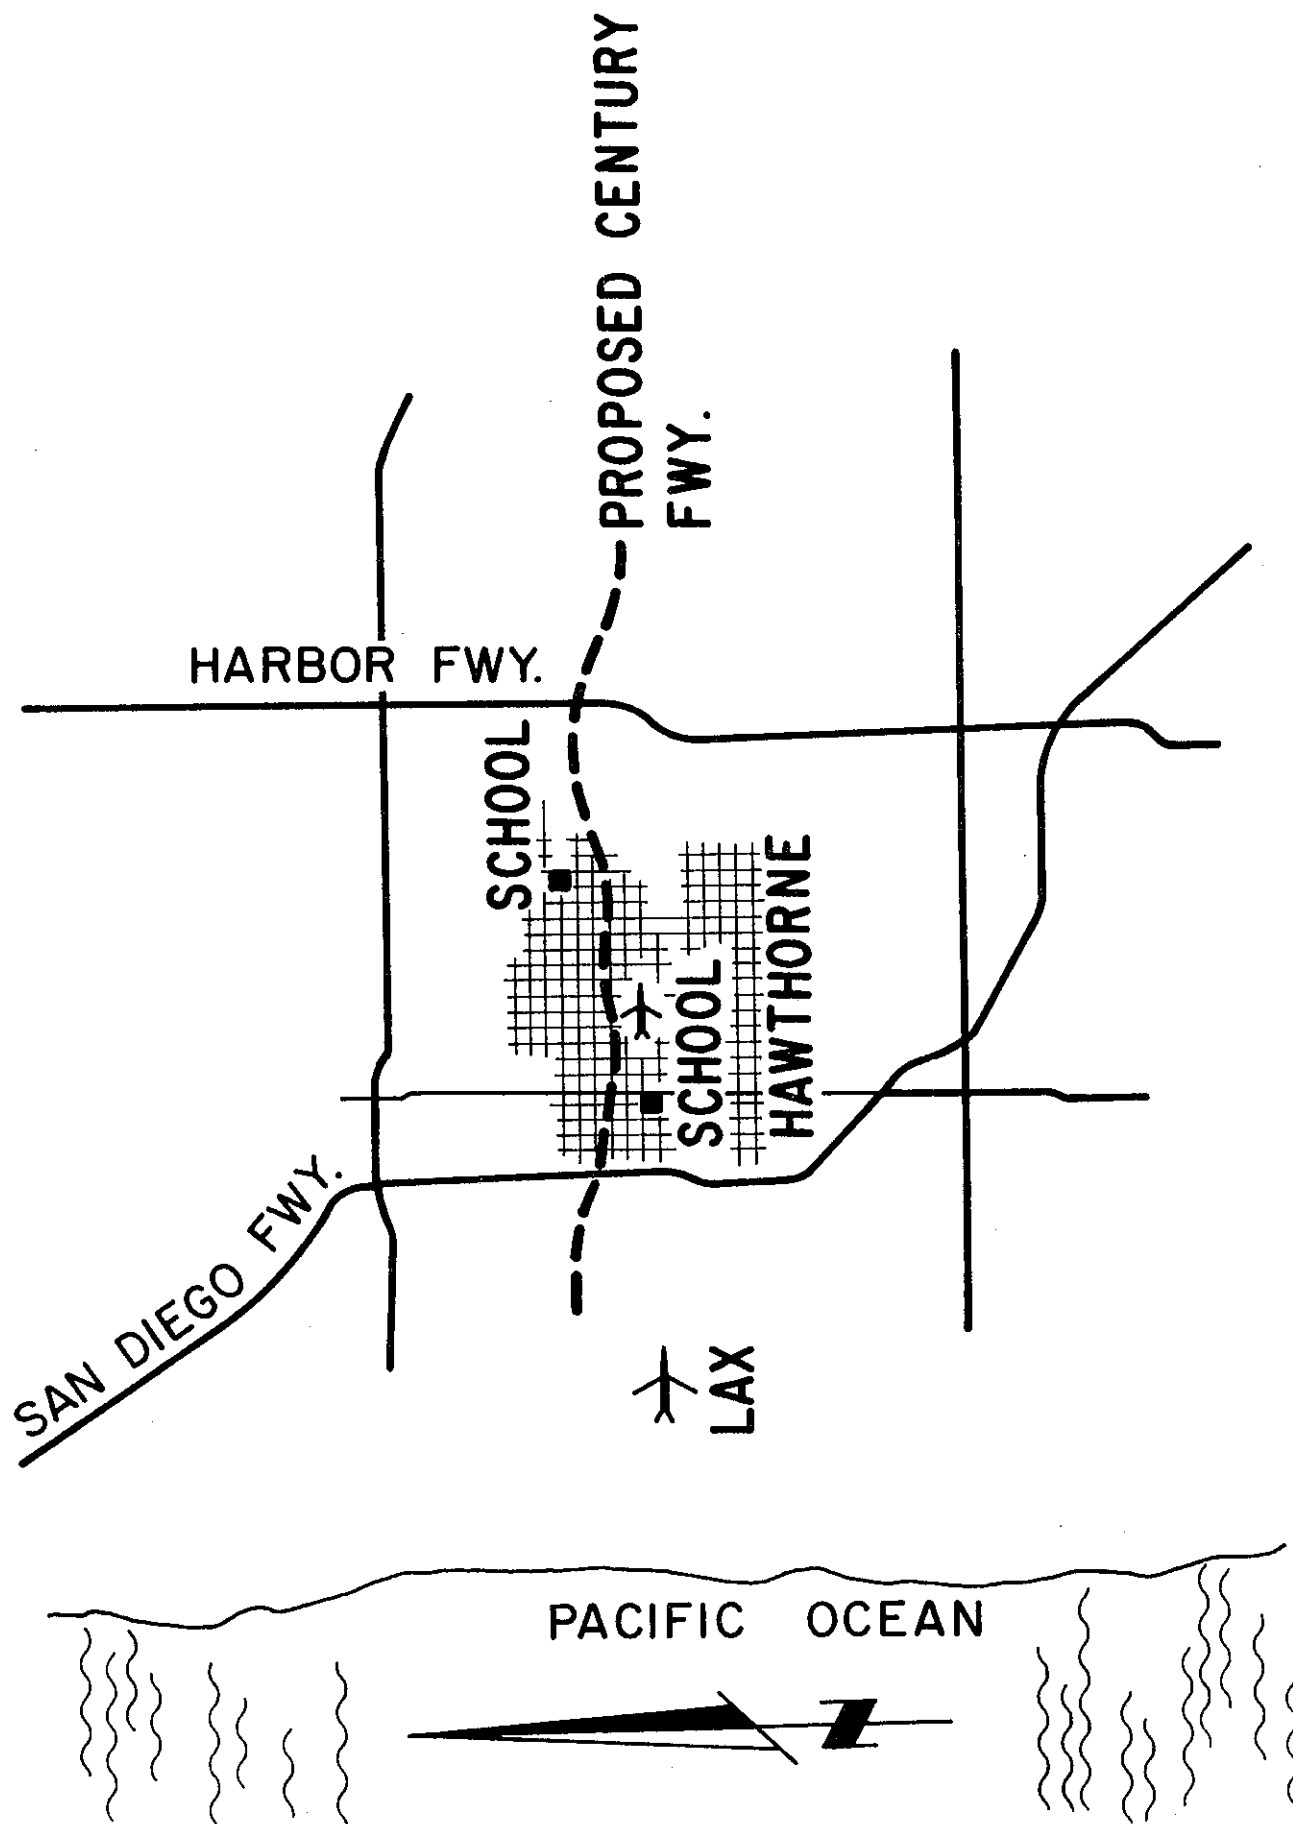 PROPOSED CENTURY
FWY.
HARBOR FWY.
SCHOOL
SCHOOL
HAWTHORNE
SAN DIEGO FWY.
LAX
PACIFIC OCEAN
N